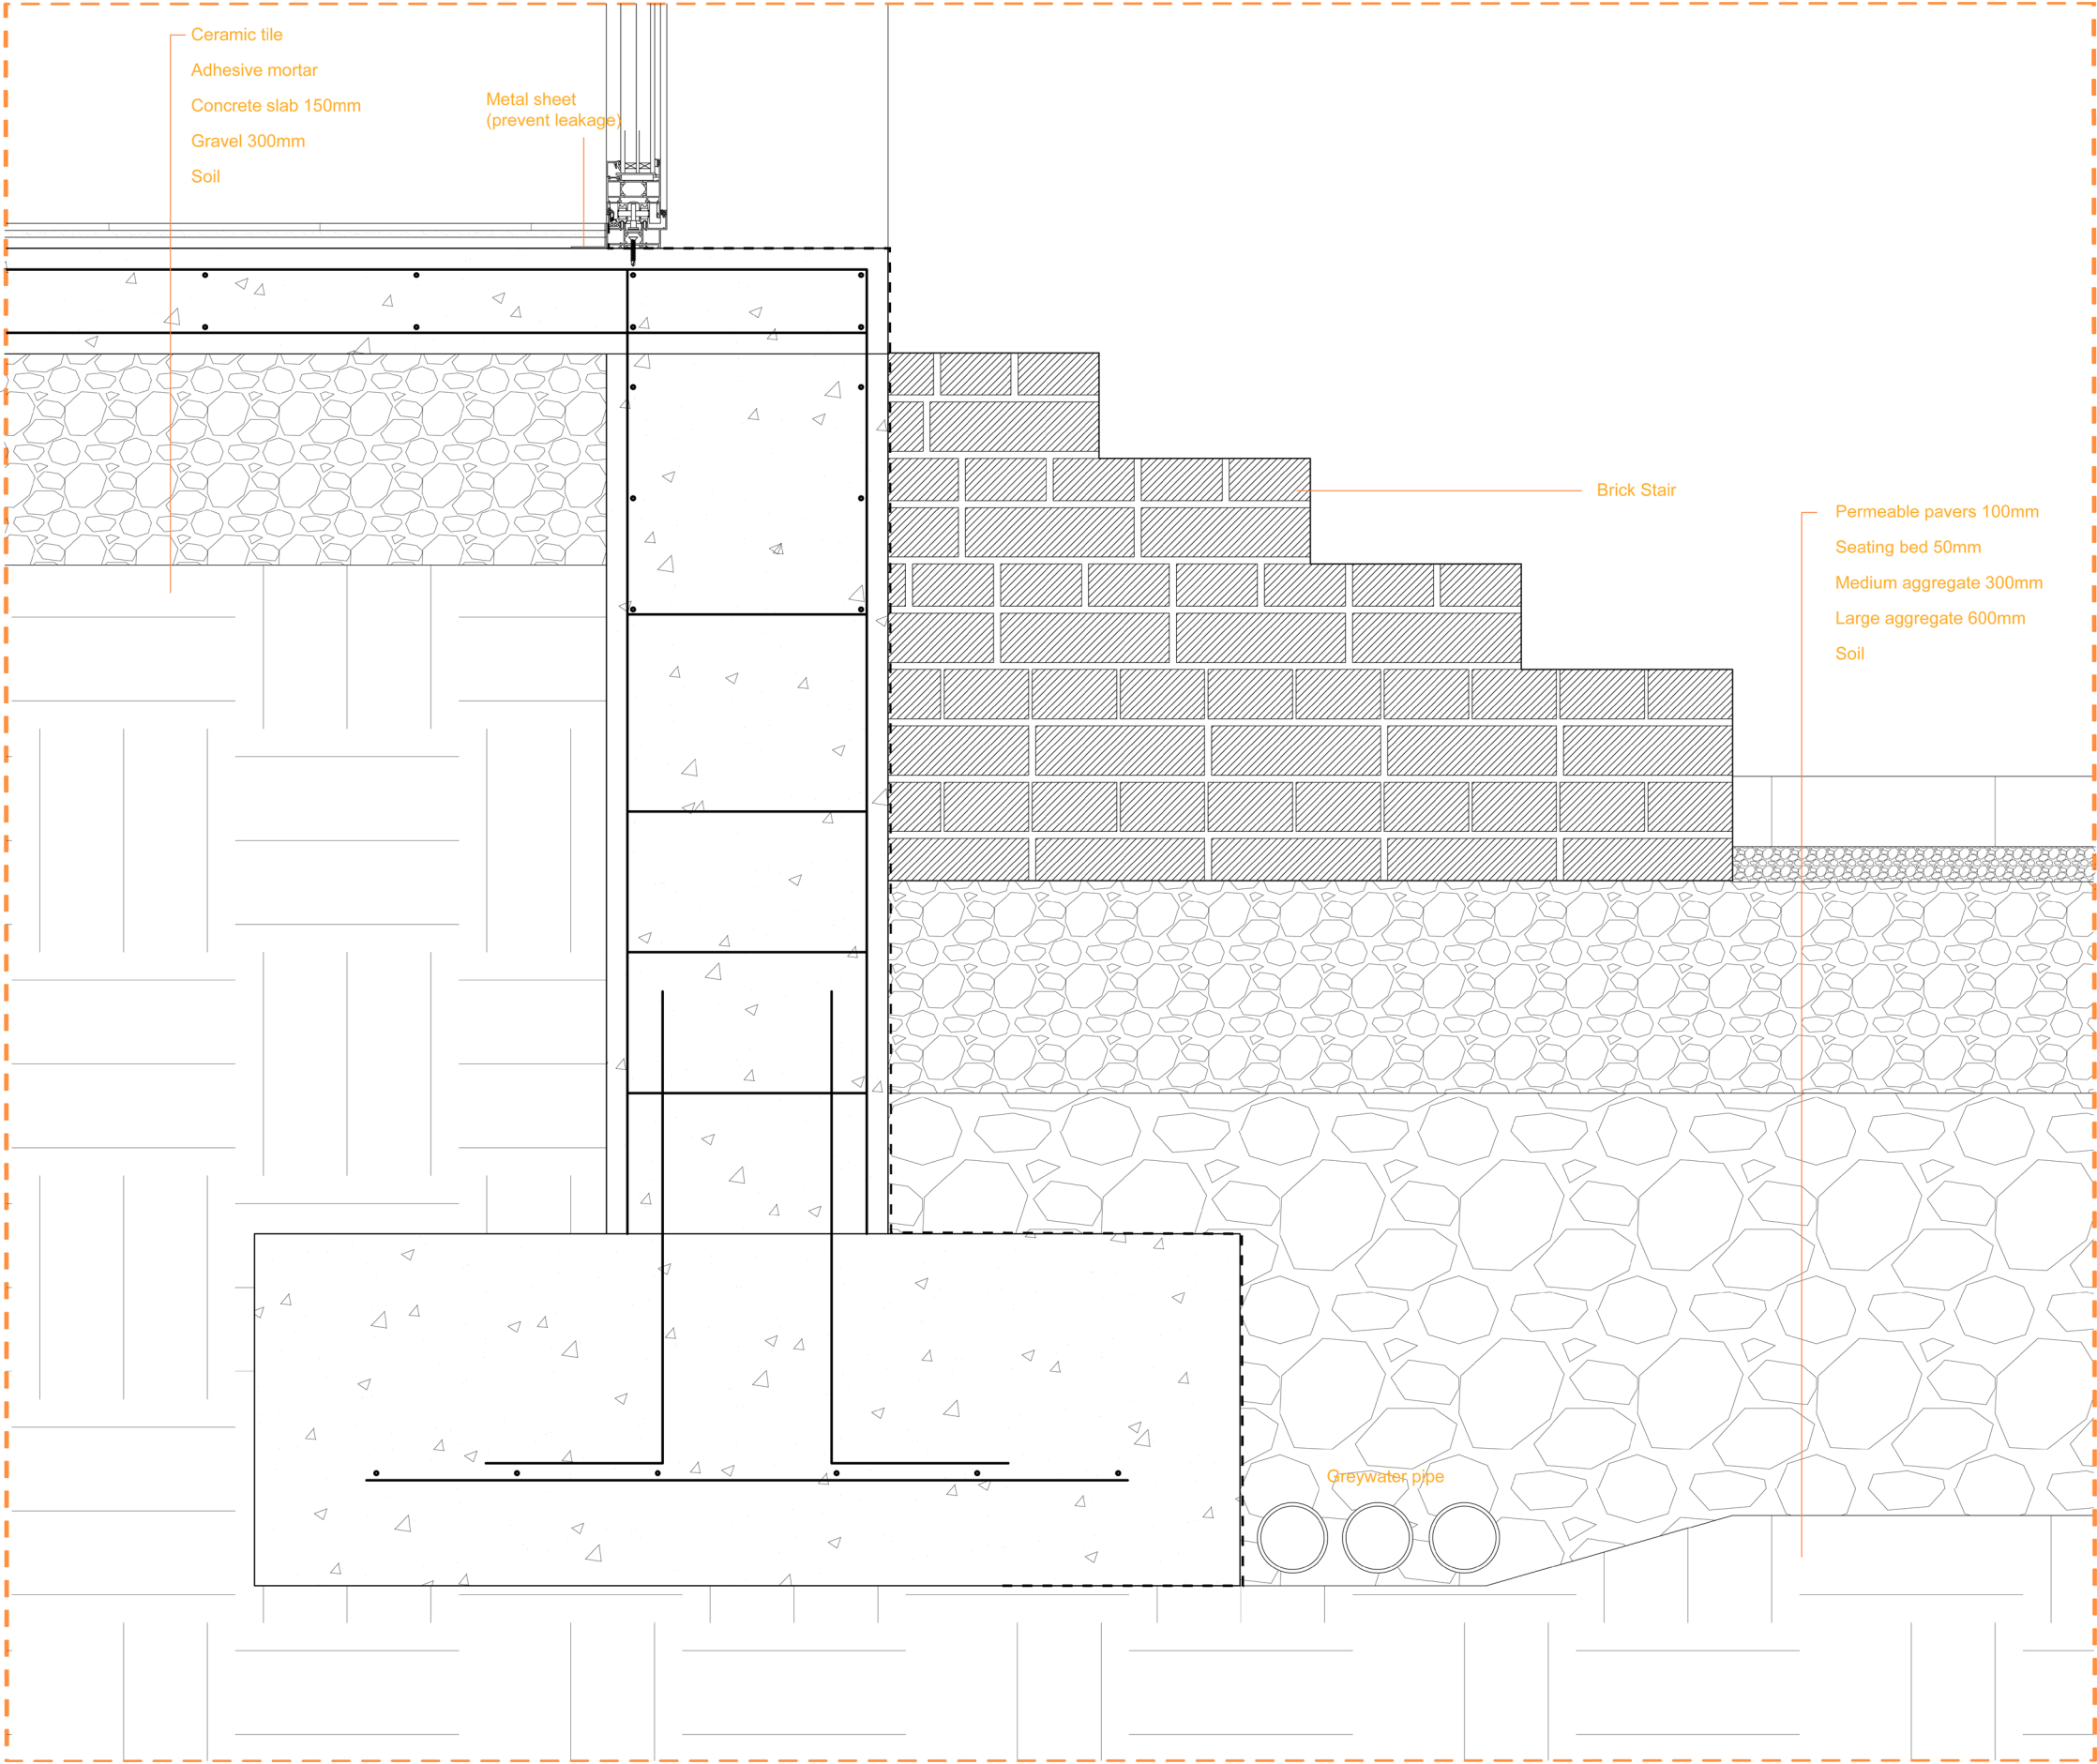 Ceramic tile
Adhesive mortar
Concrete slab 150mm
Gravel 300mm
Soil
Metal sheet
(prevent leakage)
Brick Stair
Permeable pavers 100mm
Seating bed 50mm
Medium aggregate 300mm
Large aggregate 600mm
Soil
Greywater pipe